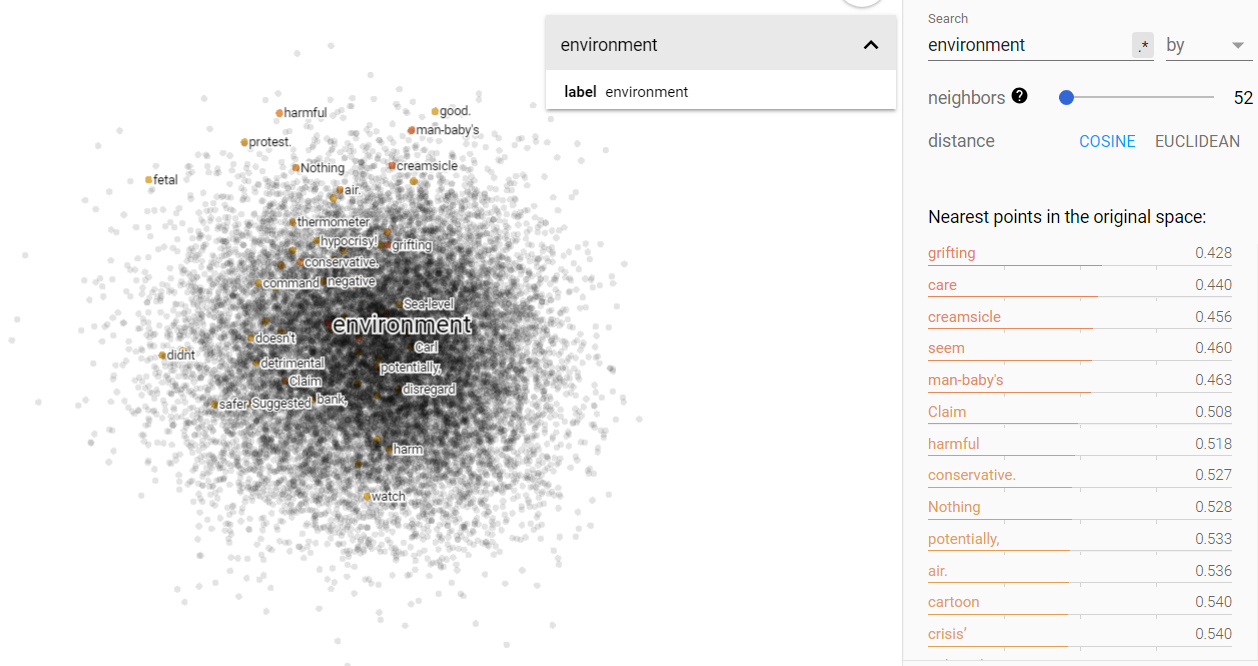 environment
label environment
harmful
good.
man-baby's
protest.
Nothing
creamsicle
fetal
air.
thermometer
hypocrisy!
grifting
conservative.
command
negative
Sea-level
environment
doesn't
Carl
didnt
detrimental
potentially,
Claim
disregard
safer
Suggested
bank,
harm
watch
Search
environment .* by
neighbors ? 52
distance COSINE EUCLIDEAN
Nearest points in the original space:
grifting 0.428
care 0.440
creamsicle 0.456
seem 0.460
man-baby's 0.463
Claim 0.508
harmful 0.518
conservative. 0.527
Nothing 0.528
potentially, 0.533
air. 0.536
cartoon 0.540
crisis’ 0.540